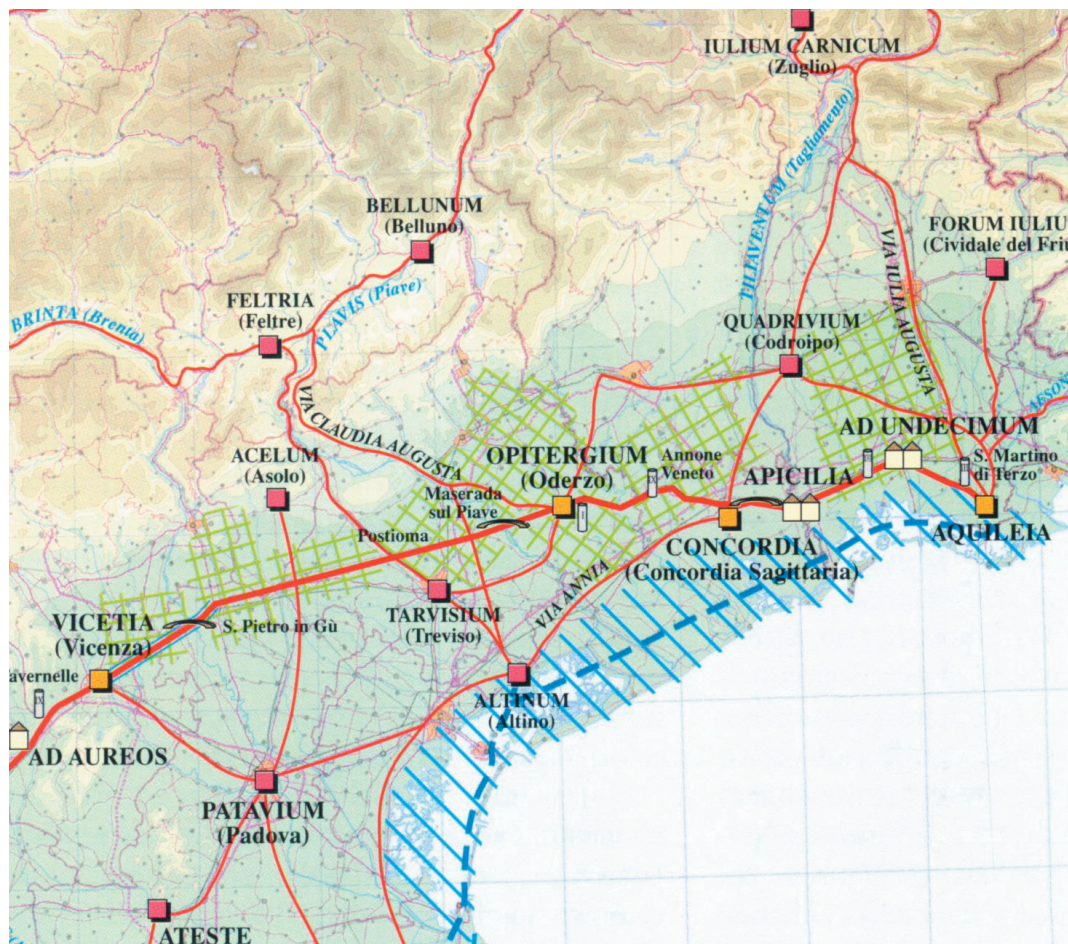 IULIUM CARNICUM
(Zuglio)
TILIAVENTUM (Tagliamento)
BELLUNUM
(Belluno)
FORUM IULIU
(Cividale del Friu
VIA IULIA AUGUSTA
FELTRIA
(Feltre)
PLAVIS (Piave)
BRINTA (Brenta)
QUADRIVIUM
(Codroipo)
AESON
VIA CLAUDIA AUGUSTA
AD UNDECIMUM
ACELUM
(Asolo)
OPITERGIUM
(Oderzo)
Annone
Veneto
APICILIA
S. Martino
di Terzo
Maserada
sul Piave
Postioma
AQUILEIA
CONCORDIA
(Concordia Sagittaria)
VIA ANNIA
TARVISIUM
(Treviso)
VICETIA
(Vicenza)
S. Pietro in Gù
avernelle
ALTINUM
(Altino)
AD AUREOS
PATAVIUM
(Padova)
ATESTE